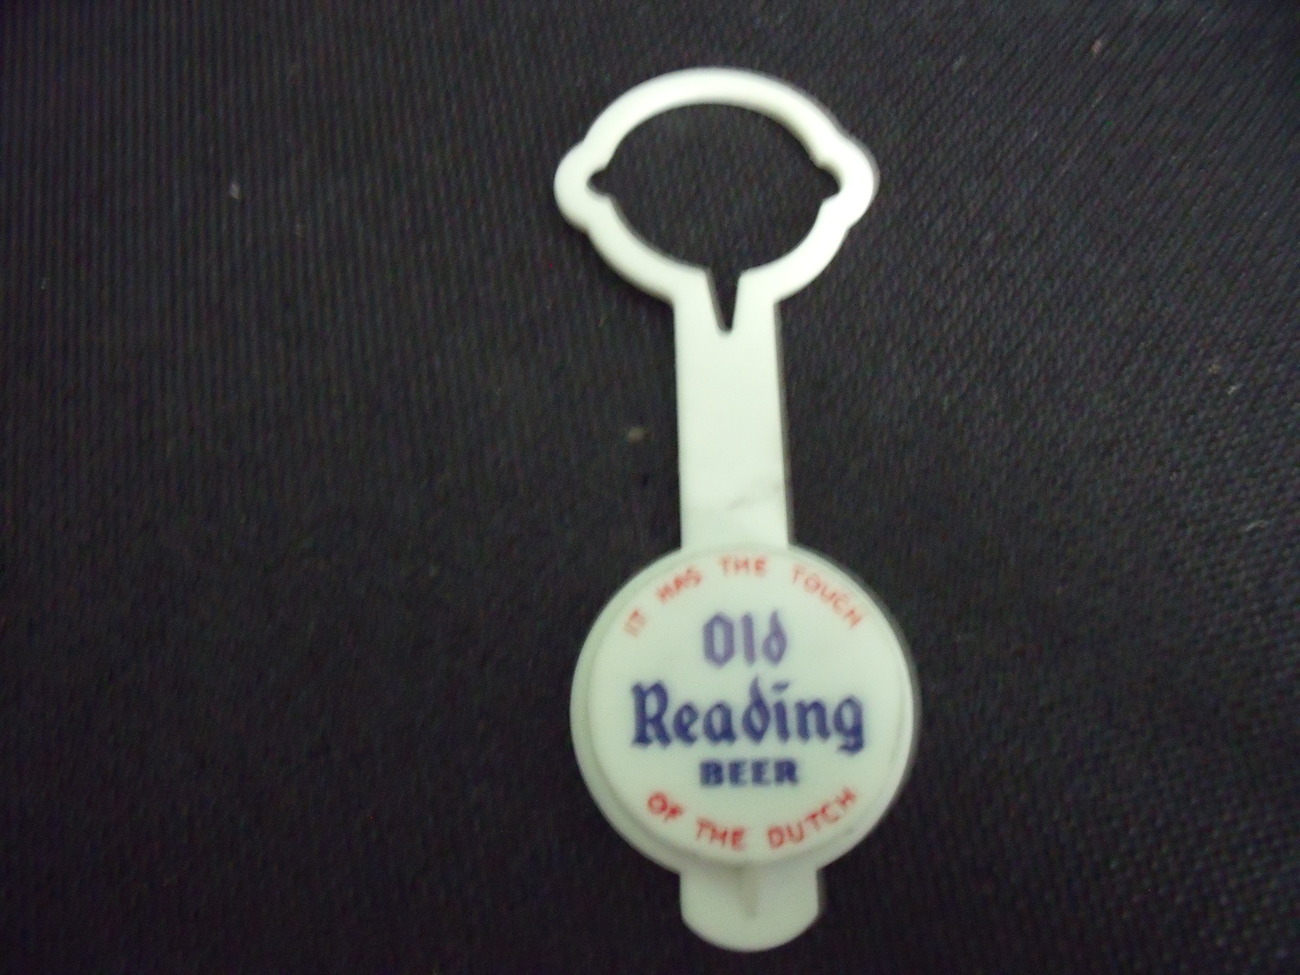 IT HAS THE TOUCH
Old
Reading
BEER
OF THE DUTCH